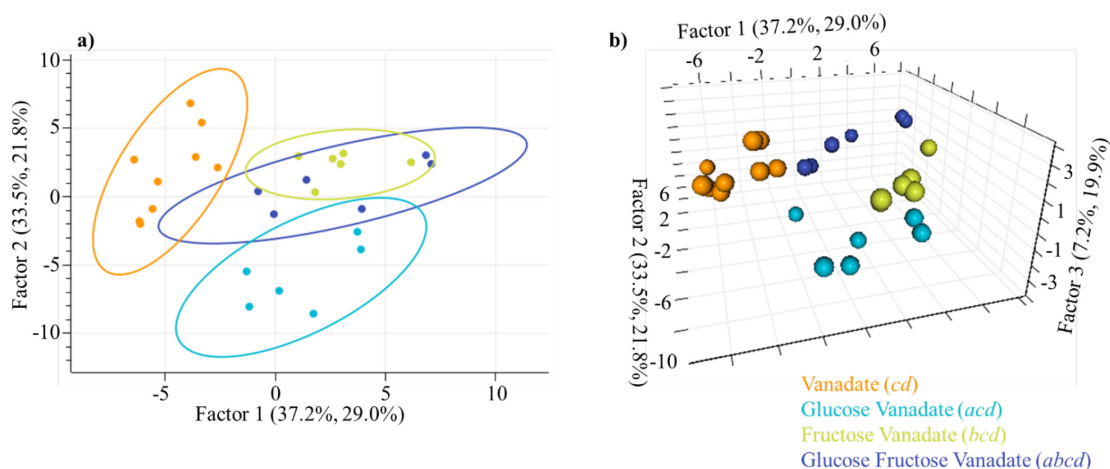 a)
10
5
0
-5
-10
-5
0
5
10
Factor 1 (37.2%, 29.0%)
Factor 2 (33.5%, 21.8%)
b)
Factor 1 (37.2%, 29.0%)
-6
-2
2
6
6
2
-2
-6
-10
Factor 2 (33.5%, 21.8%)
3
1
-1
-3
Factor 3 (7.2%, 19.9%)
Vanadate (cd)
Glucose Vanadate (acd)
Fructose Vanadate (bcd)
Glucose Fructose Vanadate (abcd)